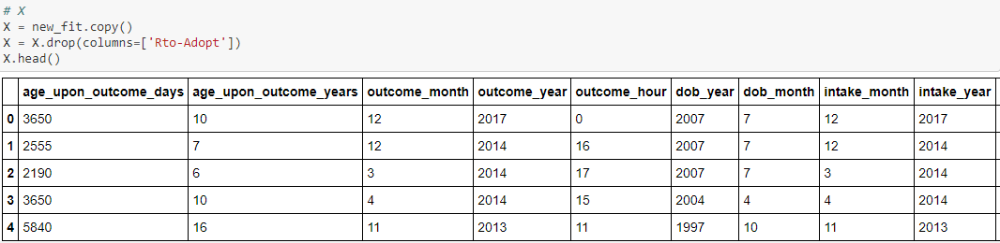 # X
X = new_fit.copy()
X = X.drop(columns=['Rto-Adopt'])
X.head()
age_upon_outcome_days age_upon_outcome_years outcome_month outcome_year outcome_hour dob_year dob_month intake_month intake_year
0 3650 10 12 2017 0 2007 7 12 2017
1 2555 7 12 2014 16 2007 7 12 2014
2 2190 6 3 2014 17 2007 7 3 2014
3 3650 10 4 2014 15 2004 4 4 2014
4 5840 16 11 2013 11 1997 10 11 2013